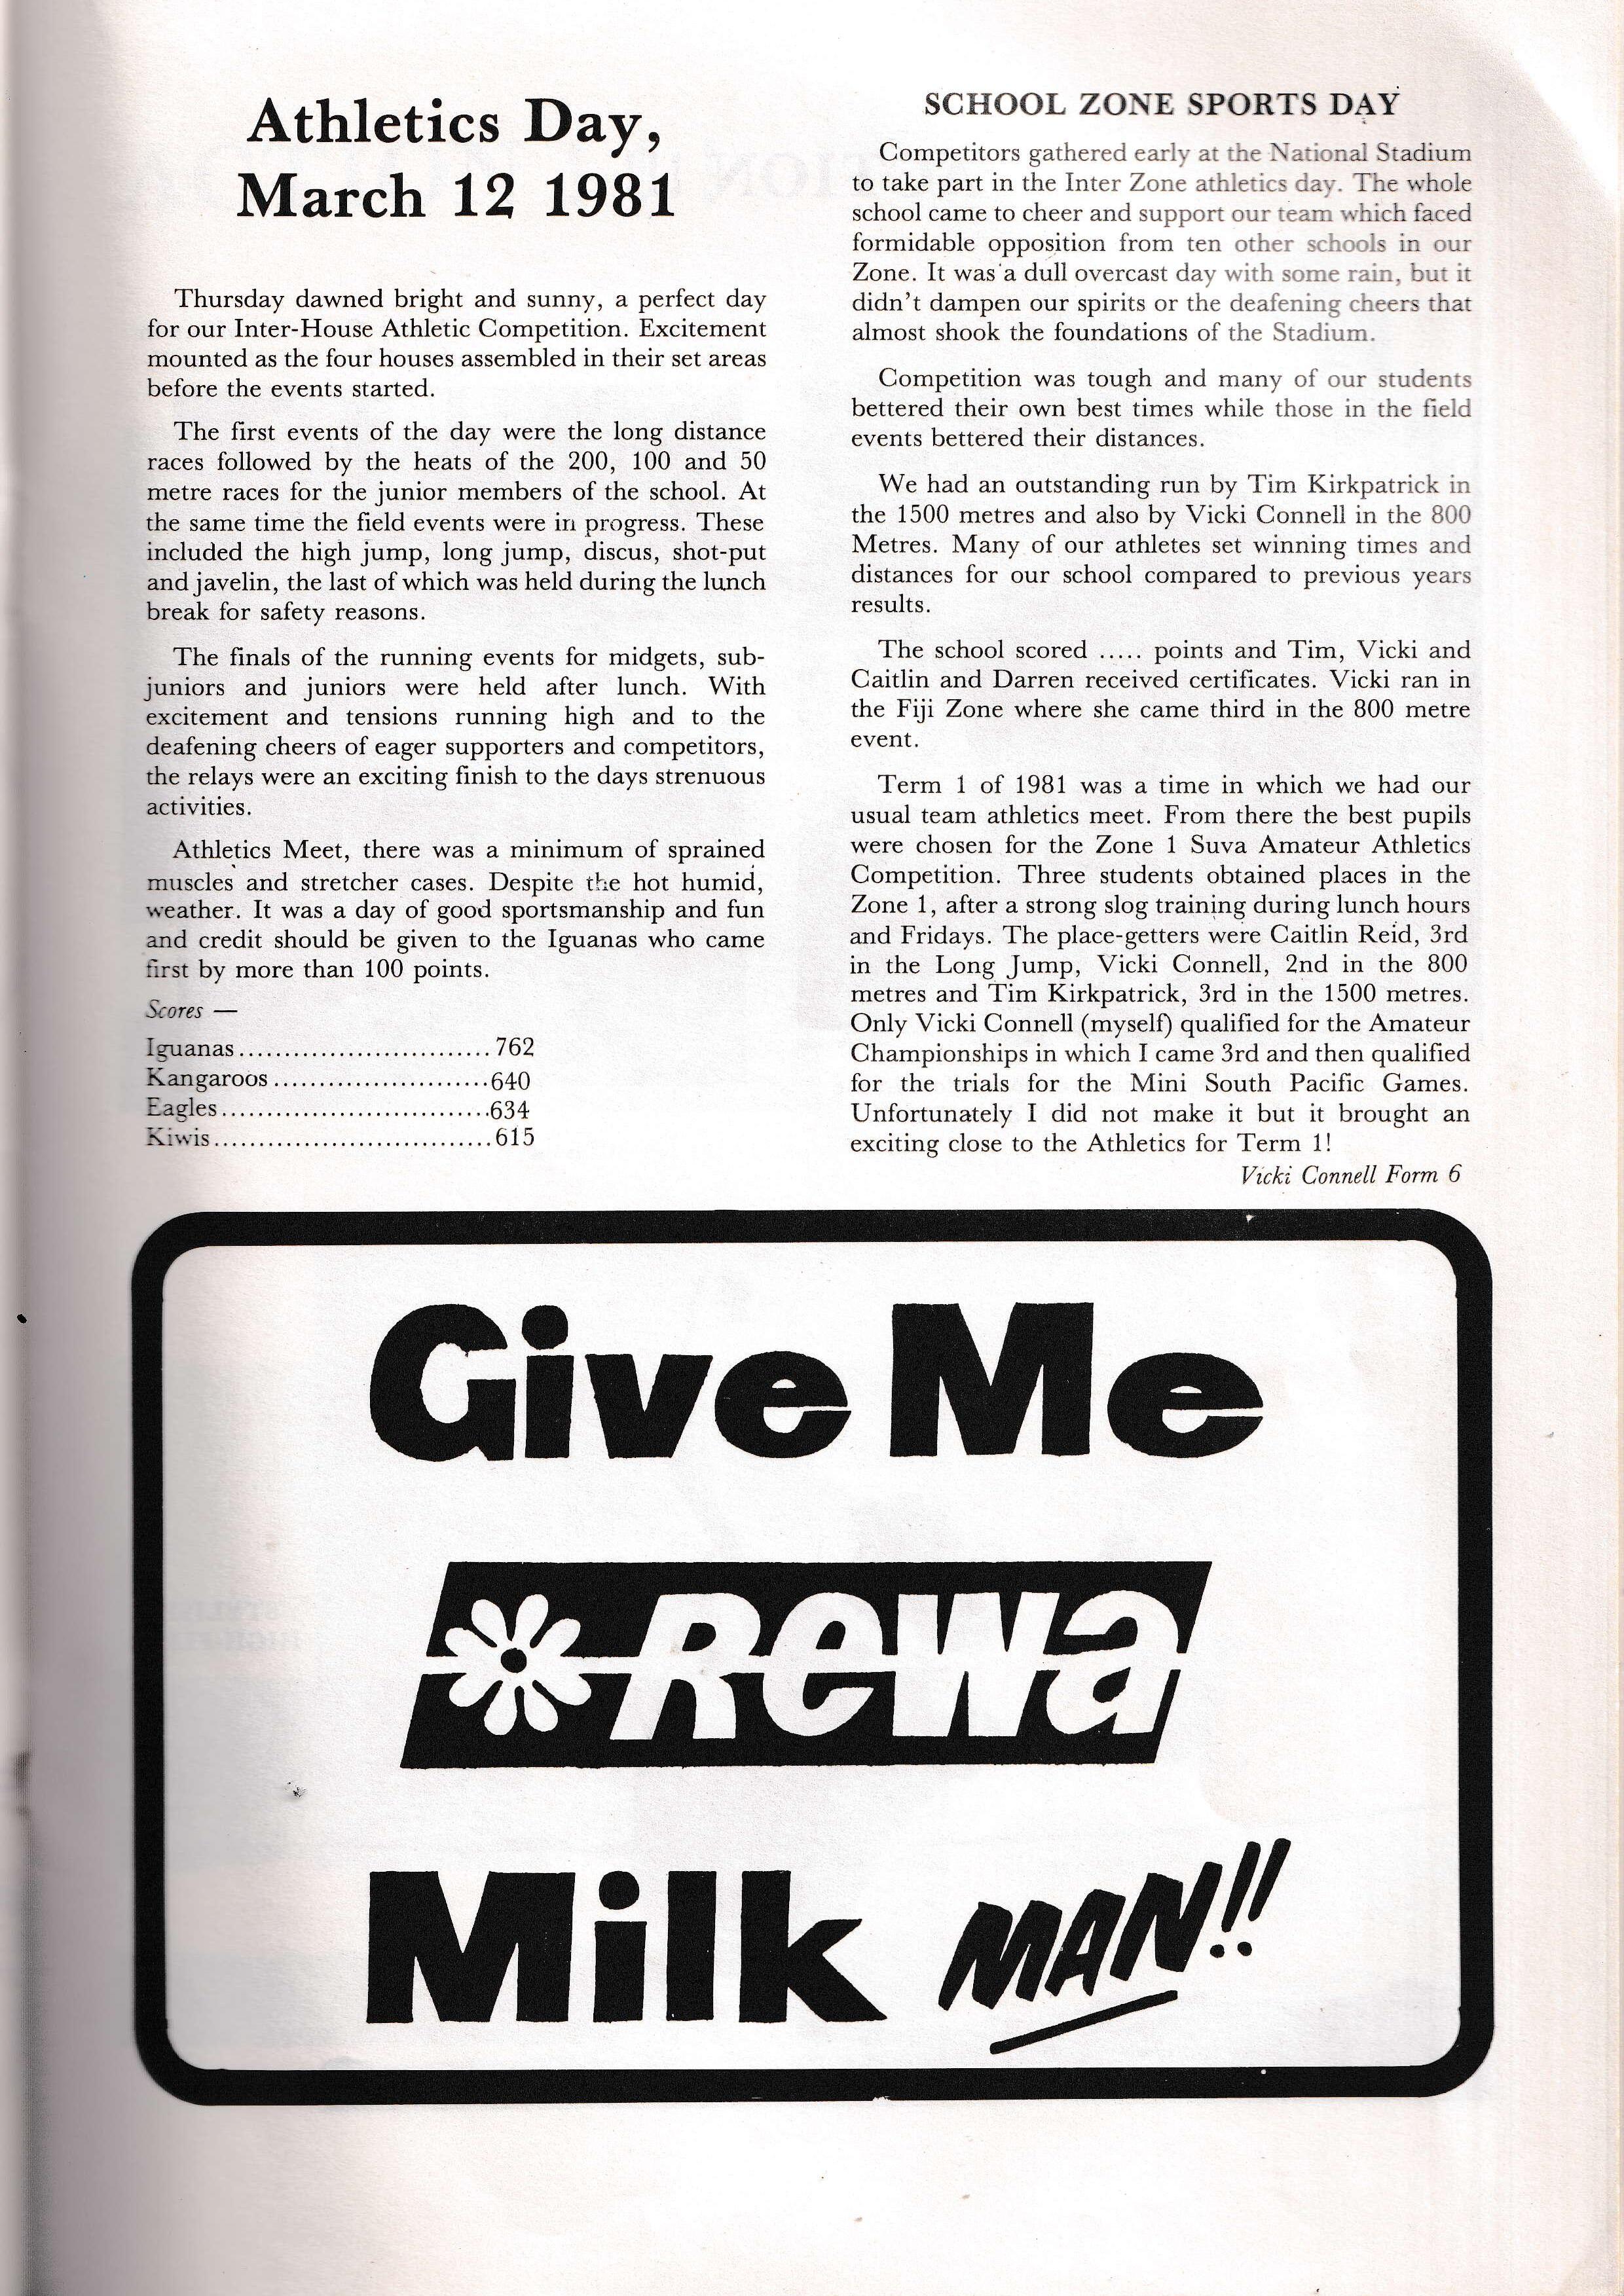 Athletics Day,
March 12 1981
Thursday dawned bright and sunny, a perfect day
for our Inter-House Athletic Competition. Excitement
mounted as the four houses assembled in their set areas
before the events started.
The first events of the day were the long distance
races followed by the heats of the 200, 100 and 50
metre races for the junior members of the school. At
the same time the field events were in progress. These
included the high jump, long jump, discus, shot-put
and javelin, the last of which was held during the lunch
break for safety reasons.
The finals of the running events for midgets, sub-
juniors and juniors were held after lunch. With
excitement and tensions running high and to the
deafening cheers of eager supporters and competitors,
the relays were an exciting finish to the days strenuous
activities.
Athletics Meet, there was a minimum of sprained
muscles and stretcher cases. Despite the hot humid,
weather. It was a day of good sportsmanship and fun
and credit should be given to the Iguanas who came
first by more than 100 points.
Scores —
Iguanas............................762
Kangaroos........................640
Eagles..............................634
Kiwis...............................615
SCHOOL ZONE SPORTS DAY
Competitors gathered early at the National Stadium
to take part in the Inter Zone athletics day. The whole
school came to cheer and support our team which faced
formidable opposition from ten other schools in our
Zone. It was a dull overcast day with some rain, but it
didn't dampen our spirits or the deafening cheers that
almost shook the foundations of the Stadium.
Competition was tough and many of our students
bettered their own best times while those in the field
events bettered their distances.
We had an outstanding run by Tim Kirkpatrick in
the 1500 metres and also by Vicki Connell in the 800
Metres. Many of our athletes set winning times and
distances for our school compared to previous years
results.
The school scored ..... points and Tim, Vicki and
Caitlin and Darren received certificates. Vicki ran in
the Fiji Zone where she came third in the 800 metre
event.
Term 1 of 1981 was a time in which we had our
usual team athletics meet. From there the best pupils
were chosen for the Zone 1 Suva Amateur Athletics
Competition. Three students obtained places in the
Zone 1, after a strong slog training during lunch hours
and Fridays. The place-getters were Caitlin Reid, 3rd
in the Long Jump, Vicki Connell, 2nd in the 800
metres and Tim Kirkpatrick, 3rd in the 1500 metres.
Only Vicki Connell (myself) qualified for the Amateur
Championships in which I came 3rd and then qualified
for the trials for the Mini South Pacific Games.
Unfortunately I did not make it but it brought an
exciting close to the Athletics for Term 1!
Vicki Connell Form 6
Give Me
Rewa
Milk MAN!!